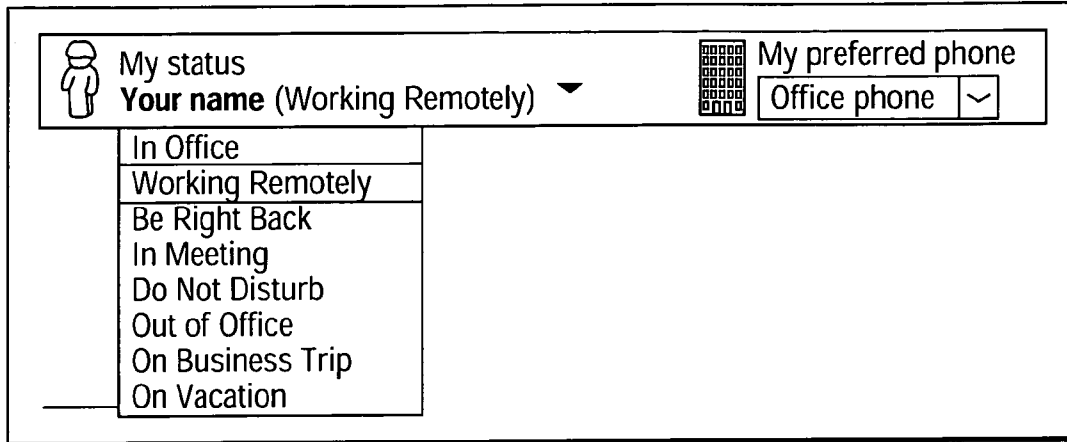 My status
Your name (Working Remotely)
My preferred phone
Office phone
In Office
Working Remotely
Be Right Back
In Meeting
Do Not Disturb
Out of Office
On Business Trip
On Vacation